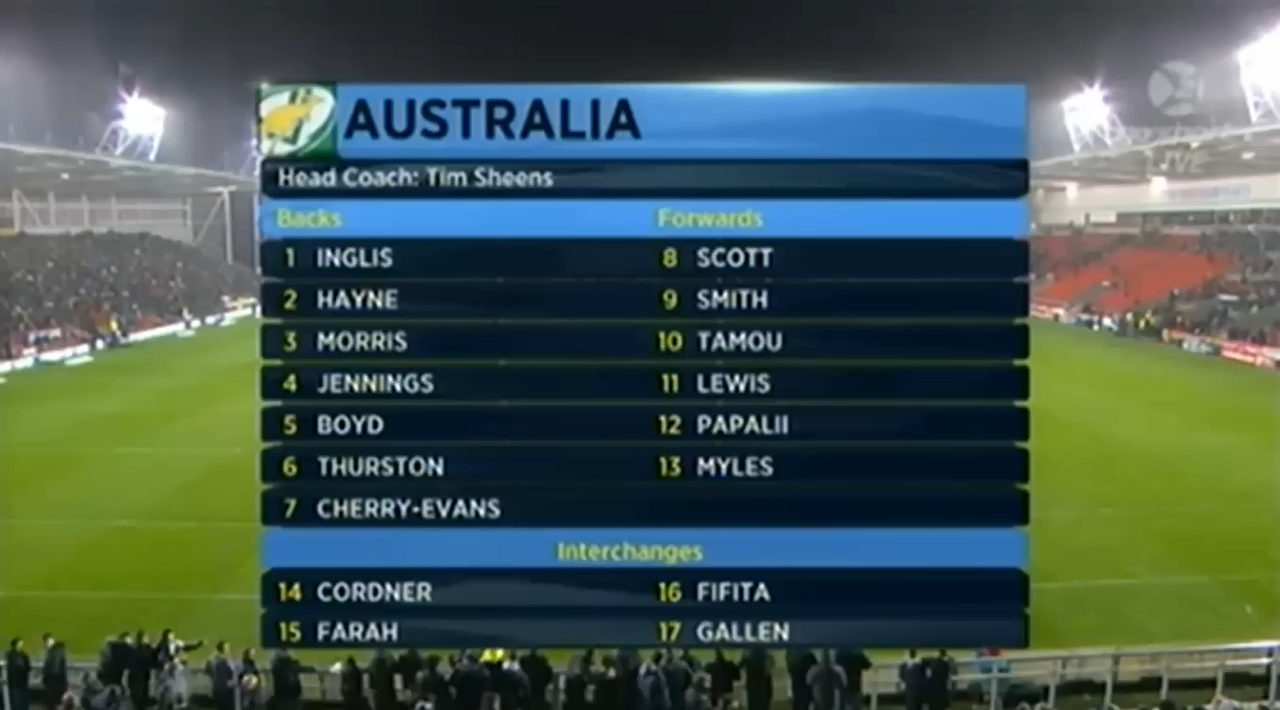 AUSTRALIA
Head Coach: Tim Sheens
Backs Forwards
1 INGLIS 8 SCOTT
2 HAYNE 9 SMITH
3 MORRIS 10 TAMOU
4 JENNINGS 11 LEWIS
5 BOYD 12 PAPALII
6 THURSTON 13 MYLES
7 CHERRY-EVANS
Interchanges
14 CORDNER 16 FIFITA
15 FARAH 17 GALLEN
LIVE